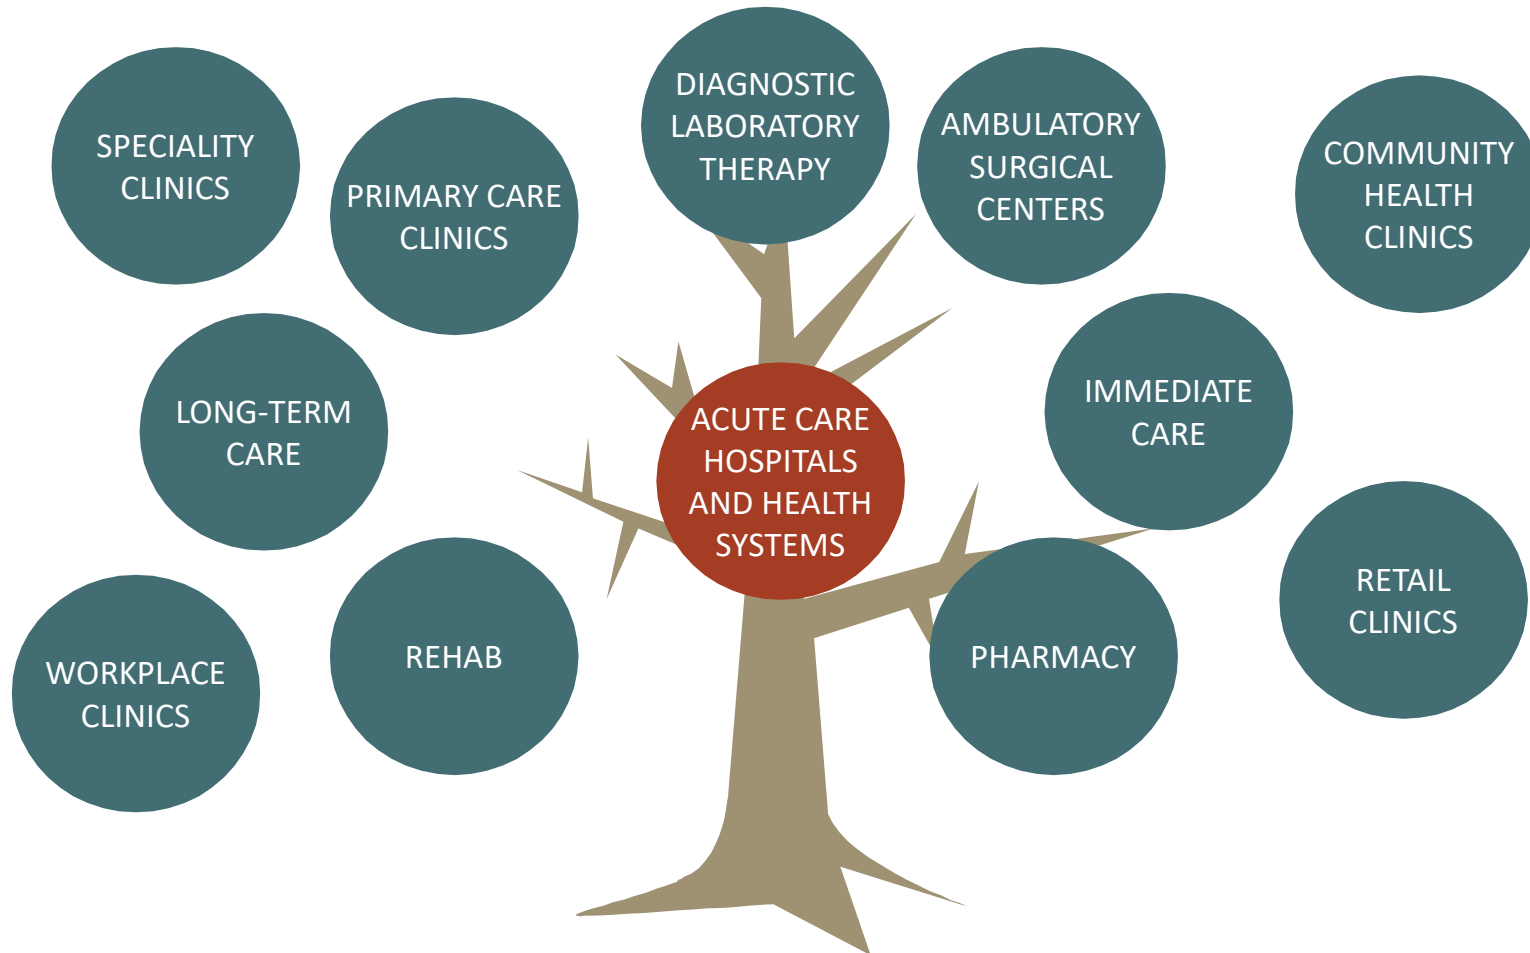 SPECIALITY
CLINICS
PRIMARY CARE
CLINICS
DIAGNOSTIC
LABORATORY
THERAPY
AMBULATORY
SURGICAL
CENTERS
COMMUNITY
HEALTH
CLINICS
LONG-TERM
CARE
ACUTE CARE
HOSPITALS
AND HEALTH
SYSTEMS
IMMEDIATE
CARE
WORKPLACE
CLINICS
REHAB
PHARMACY
RETAIL
CLINICS